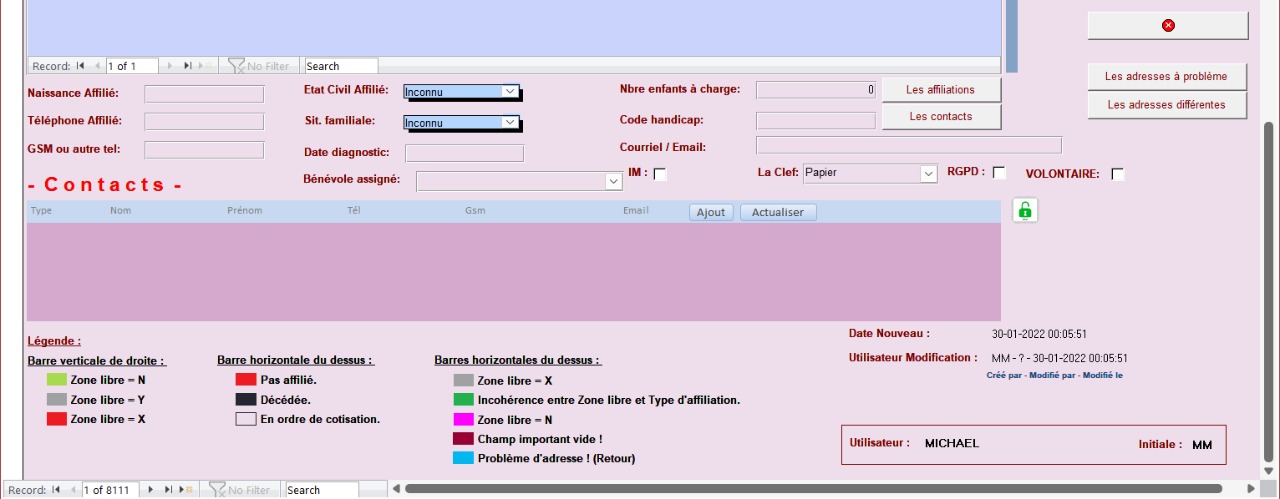 Record: 1 of 1 No Filter Search
Les adresses à problème
Les adresses différentes
Naissance Affilié: Etat Civil Affilié: Inconnu Nbre enfants à charge: 0 Les affiliations
Téléphone Affilié: Sit. familiale: Inconnu Code handicap: Les contacts
GSM ou autre tel: Date diagnostic: Courriel / Email:
Bénévole assigné: IM : La Clef: Papier RGPD : VOLONTAIRE:
- Contacts -
Type Nom Prénom Tél Gsm Email Ajout Actualiser
Date Nouveau : 30-01-2022 00:05:51
Utilisateur Modification : MM - ? - 30-01-2022 00:05:51
Créé par - Modifié par - Modifié le
Légende :
Barre verticale de droite : Barre horizontale du dessus : Barres horizontales du dessus :
Zone libre = N Pas affilié. Zone libre = X
Zone libre = Y Décédée. Incohérence entre Zone libre et Type d'affiliation.
Zone libre = X En ordre de cotisation. Zone libre = N
Champ important vide !
Problème d'adresse ! (Retour)
Utilisateur : MICHAEL Initiale : MM
Record: 1 of 8111 No Filter Search